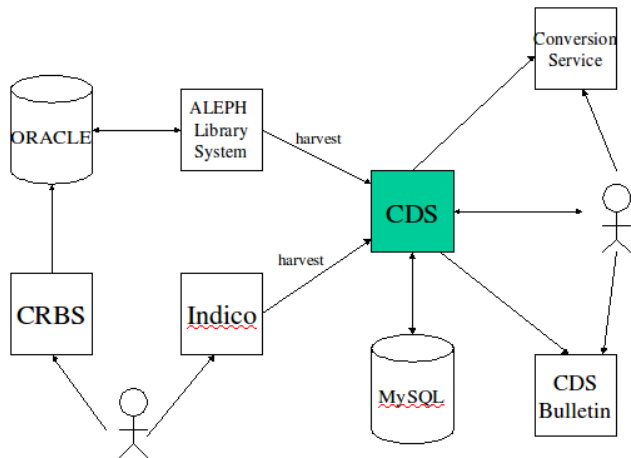 Conversion
Service
ORACLE
ALEPH
Library
System
harvest
CDS
harvest
CRBS
Indico
MySQL
CDS
Bulletin